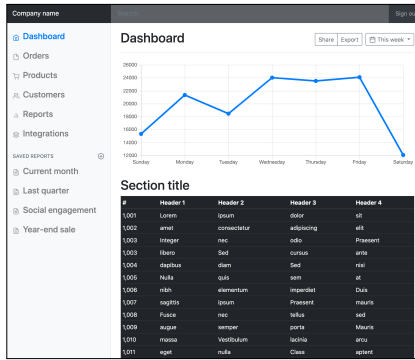 Company name
Search
Sign ou
Dashboard
Orders
Products
Customers
Reports
Integrations
SAVED REPORTS
Current month
Last quarter
Social engagement
Year-end sale
Dashboard
Share Export This week
26000
24000
22000
20000
18000
16000
14000
12000
Sunday Monday Tuesday Wednesday Thursday Friday Saturday
Section title
# Header 1 Header 2 Header 3 Header 4
1,001 Lorem ipsum dolor sit
1,002 amet consectetur adipiscing elit
1,003 Integer nec odio Praesent
1,003 libero Sed cursus ante
1,004 dapibus diam Sed nisi
1,005 Nulla quis sem at
1,006 nibh elementum imperdiet Duis
1,007 sagittis ipsum Praesent mauris
1,008 Fusce nec tellus sed
1,009 augue semper porta Mauris
1,010 massa Vestibulum lacinia arcu
1,011 eget nulla Class aptent